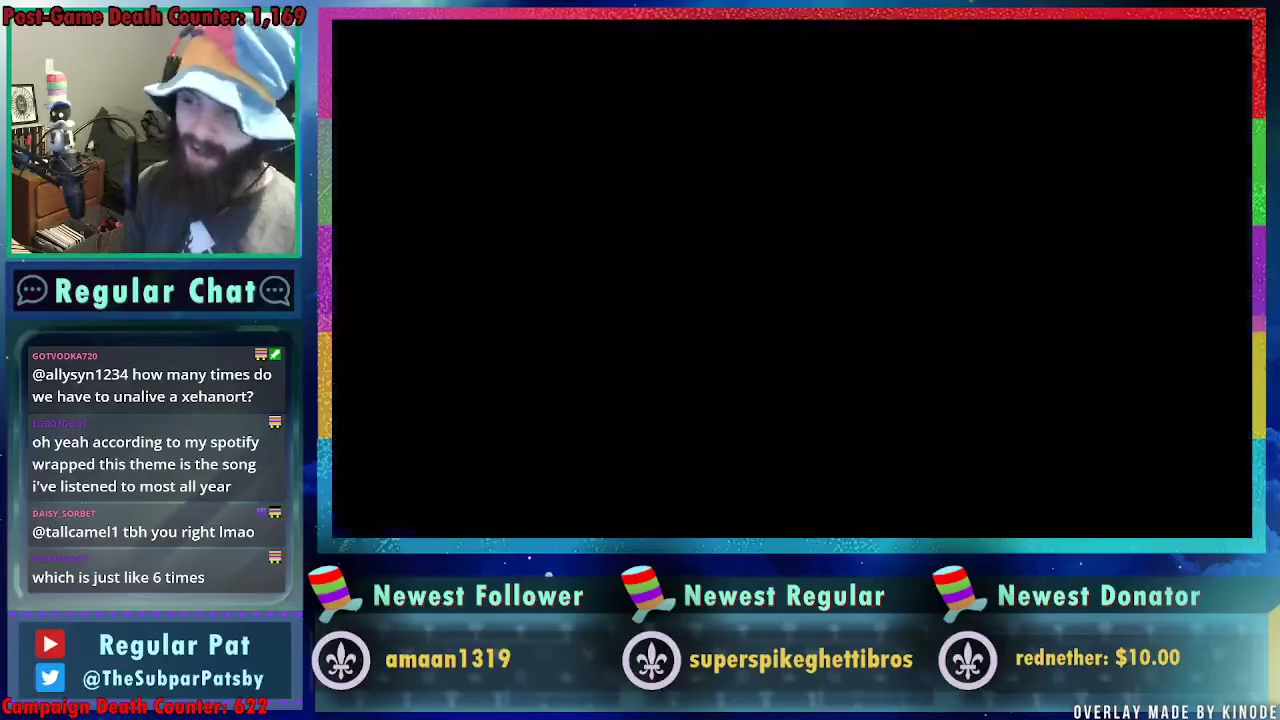 Post-Game Death Counter: 1,169
Regular Chat
GOTVODKA720
@allysyn1234 how many times do
we have to unalive a xehanort?
oh yeah according to my spotify
wrapped this theme is the song
i've listened to most all year
DAISY_SORBET
@tallcamel1 tbh you right lmao
which is just like 6 times
Regular Pat
@TheSubparPatsby
Campaign Death Counter: 622
Newest Follower
amaan1319
Newest Regular
superspikeghettibros
Newest Donator
rednether: $10.00
OVERLAY MADE BY KINODE